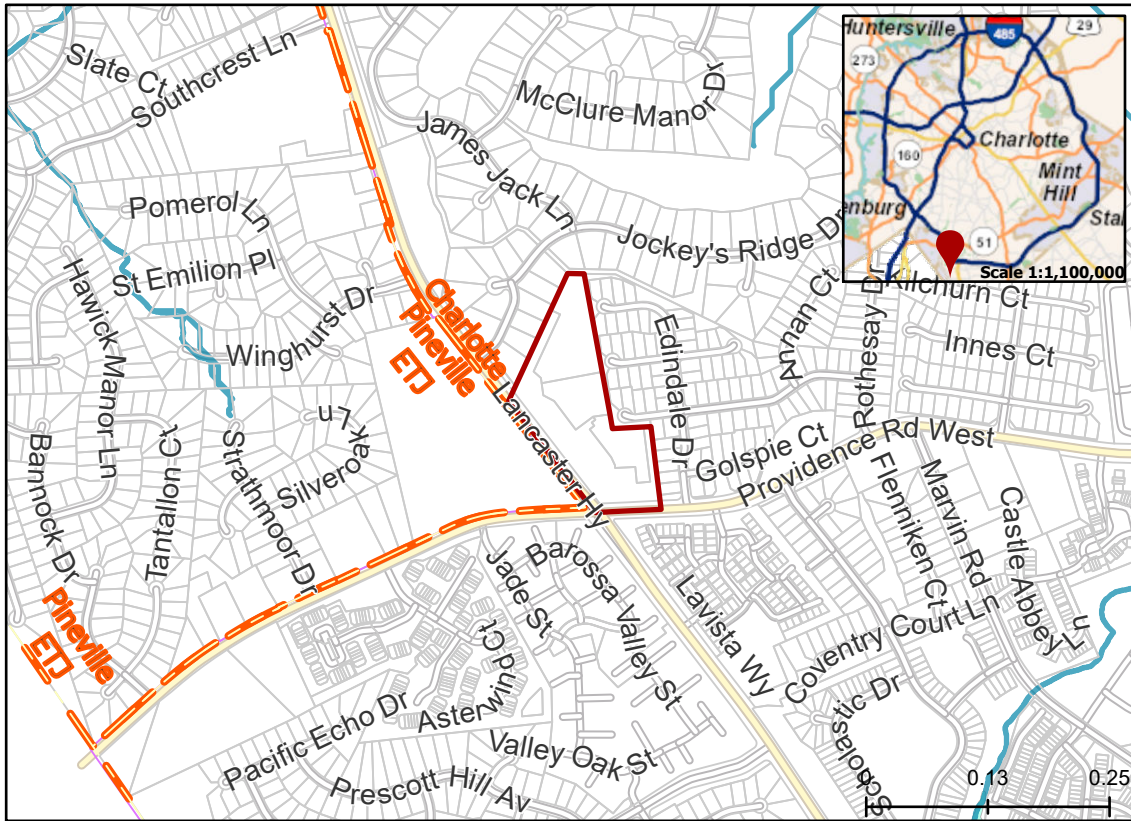 Slate Ct
Southcrest Ln
McClure Manor Dr
James Jack Ln
Jockey's Ridge Dr
Pomerol Ln
St Emilion Pl
Winghurst Dr
Hawick Manor Ln
Bannock Dr
Tantallon Ct
Strathmoor Dr
Silveroak Ln
Charlotte
Pineville
ETJ
Lancaster Hy
Edindale Dr
Annan Ct
Rothesay Dr
Kilchurn Ct
Innes Ct
Golspie Ct
Providence Rd West
Flenniken Ct
Marvin Rd
Castle Abbey Ln
Coventry Court Ln
Scholastic Dr
Lavista Wy
Barossa Valley St
Jade St
Wind Ct
Aster
Pacific Echo Dr
Valley Oak St
Prescott Hill Av
Pineville
ETJ
0
0.13
0.25
Huntersville
485
29
273
160
Charlotte
Mint
Hill
51
enburg
Sta
Scale 1:1,100,000